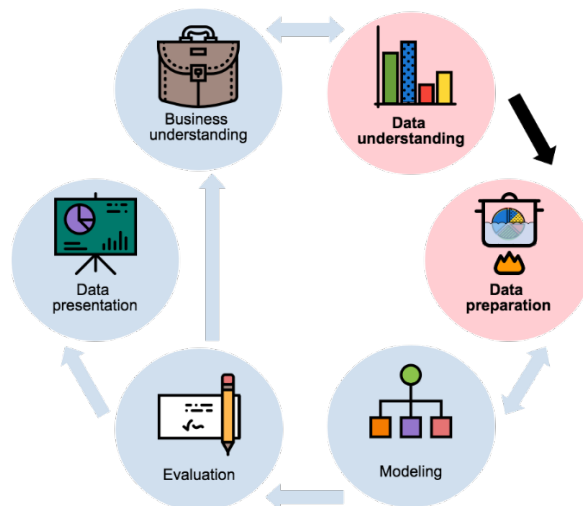 Business
understanding
Data
understanding
Data
preparation
Modeling
Evaluation
Data
presentation